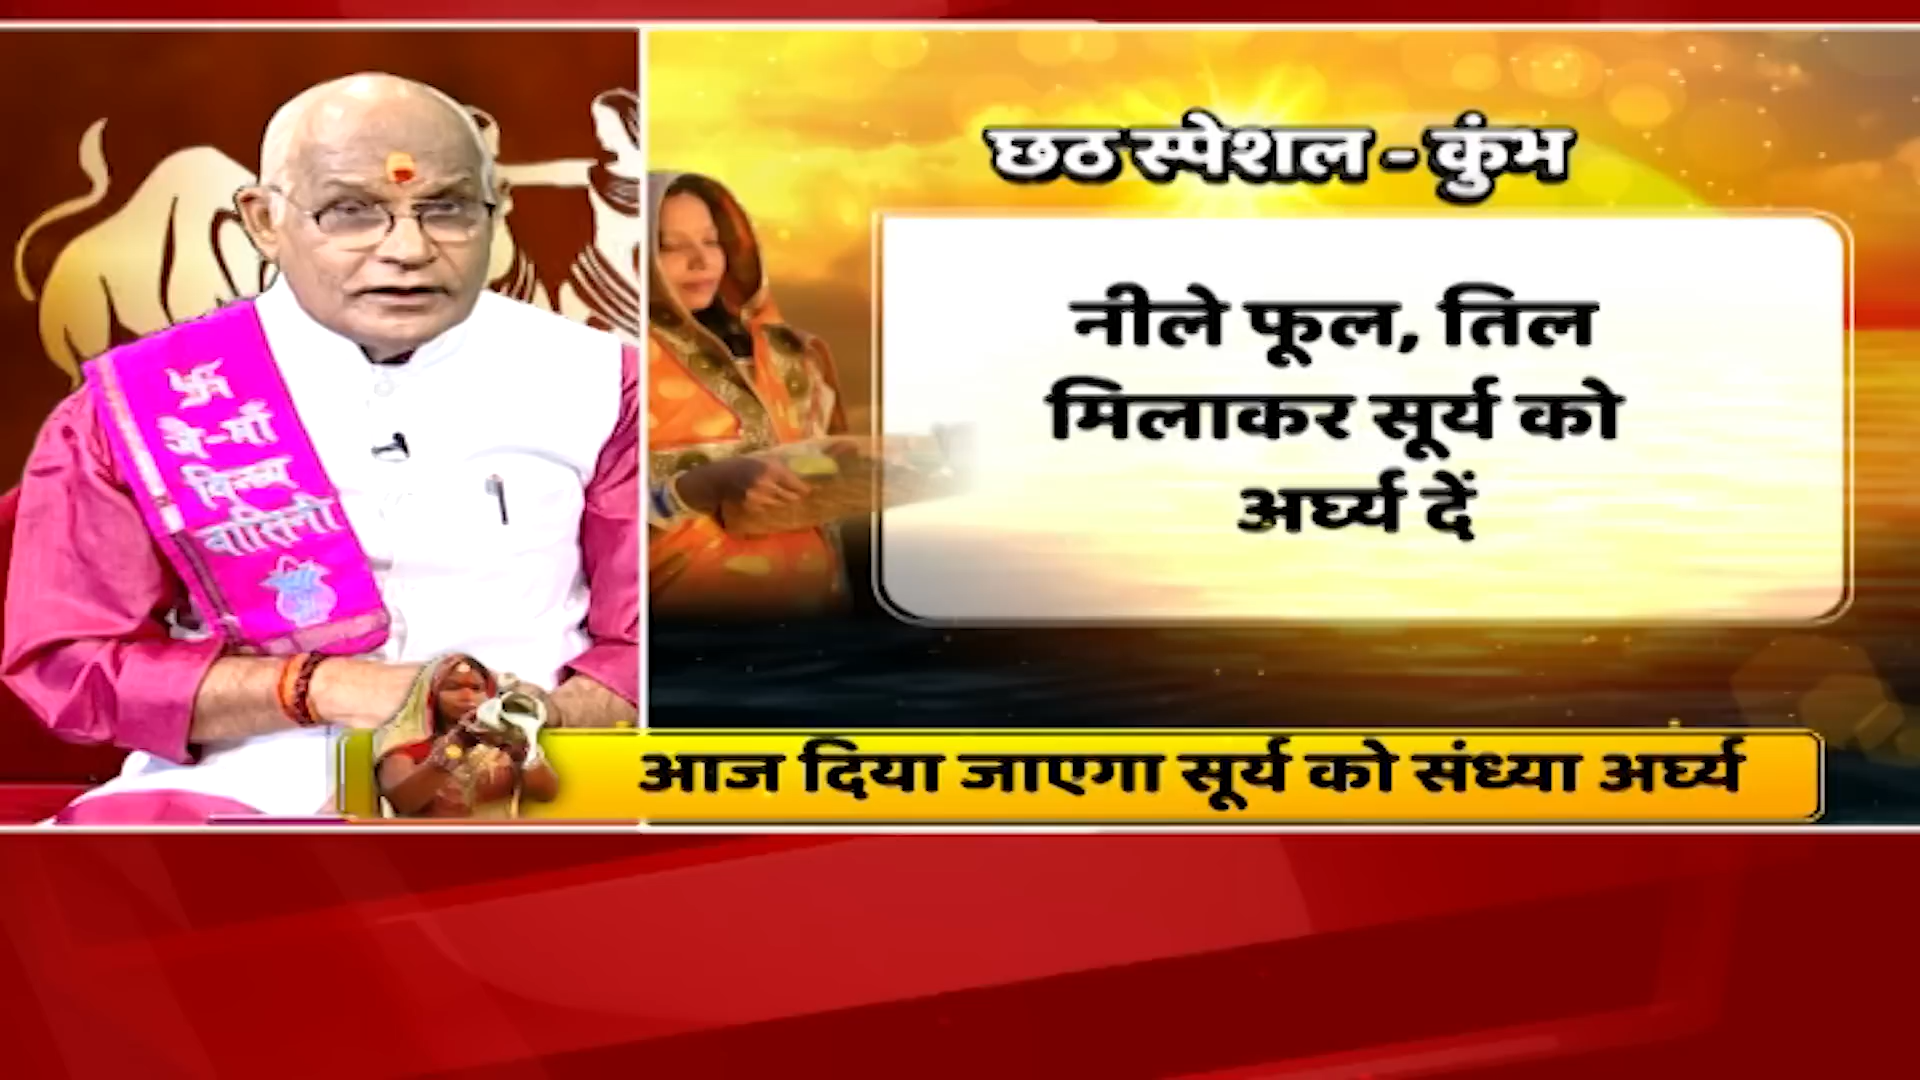 छठ स्पेशल - कुंभ
नीले फूल, तिल
मिलाकर सूर्य को
अर्घ्य दें
जै-माँ
विन्ध्य
वासिनी
आज दिया जाएगा सूर्य को संध्या अर्घ्य